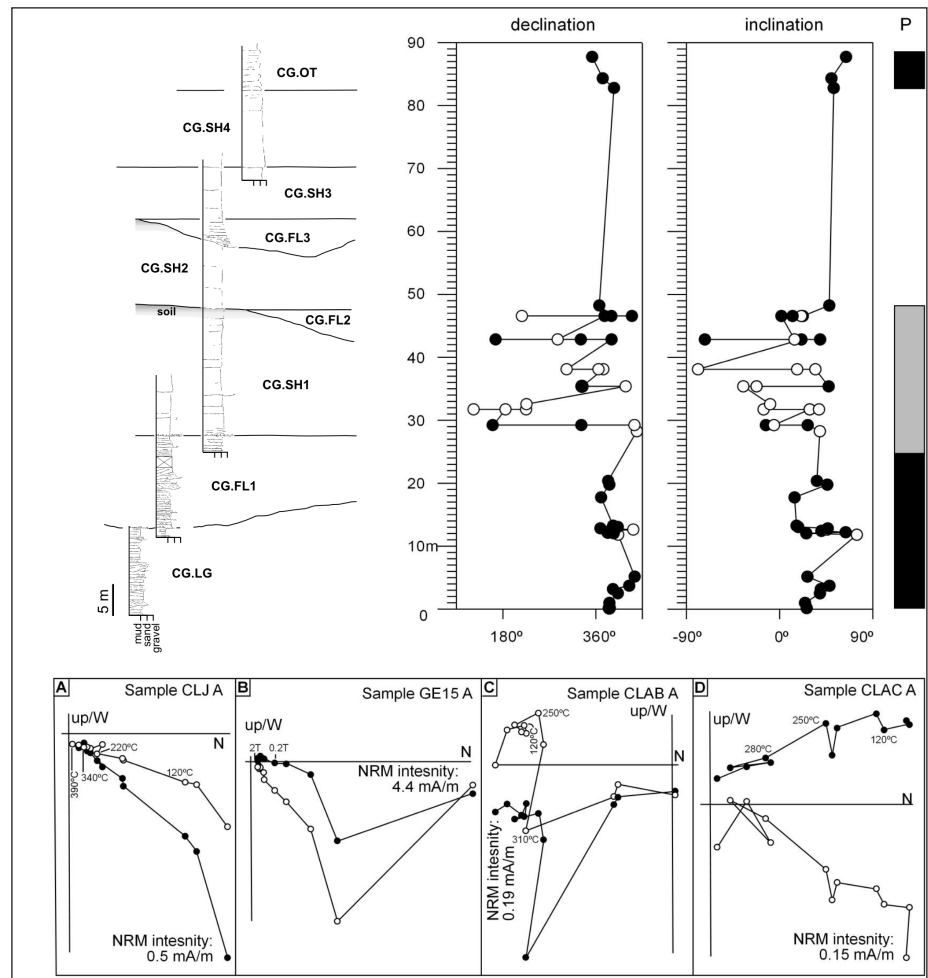 declination
inclination
P
90
80
70
60
50
40
30
20
10m
0
180º
360º
-90º
0º
90º
CG.OT
CG.SH4
CG.SH3
CG.FL3
CG.SH2
soil
CG.FL2
CG.SH1
CG.FL1
CG.LG
5 m
mud
sand
gravel
A
Sample CLJ A
up/W
N
220ºC
120ºC
340ºC
390ºC
NRM intesnity:
0.5 mA/m
B
Sample GE15 A
up/W
N
2T
0.2T
NRM intesnity:
4.4 mA/m
C
Sample CLAB A
up/W
N
250ºC
120ºC
310ºC
NRM intesnity:
0.19 mA/m
D
Sample CLAC A
up/W
N
250ºC
120ºC
280ºC
NRM intesnity:
0.15 mA/m